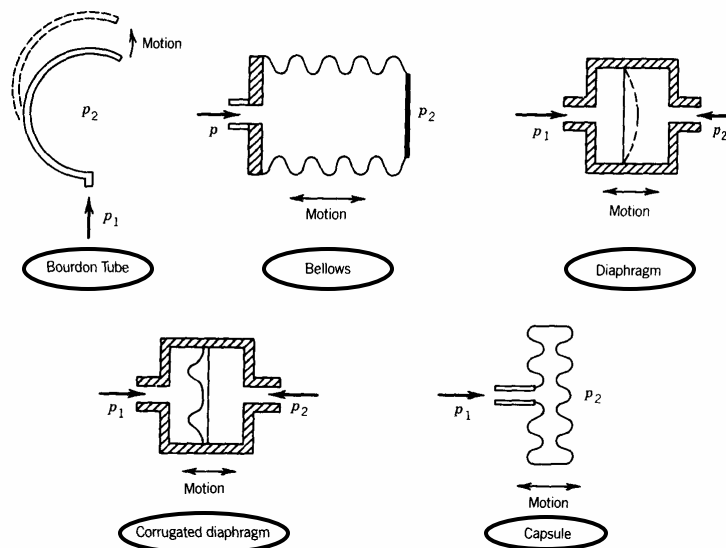 Motion
p2
p1
Bourdon Tube
p
p2
Motion
Bellows
p1
p2
Motion
Diaphragm
p1
p2
Motion
Corrugated diaphragm
p1
p2
Motion
Capsule